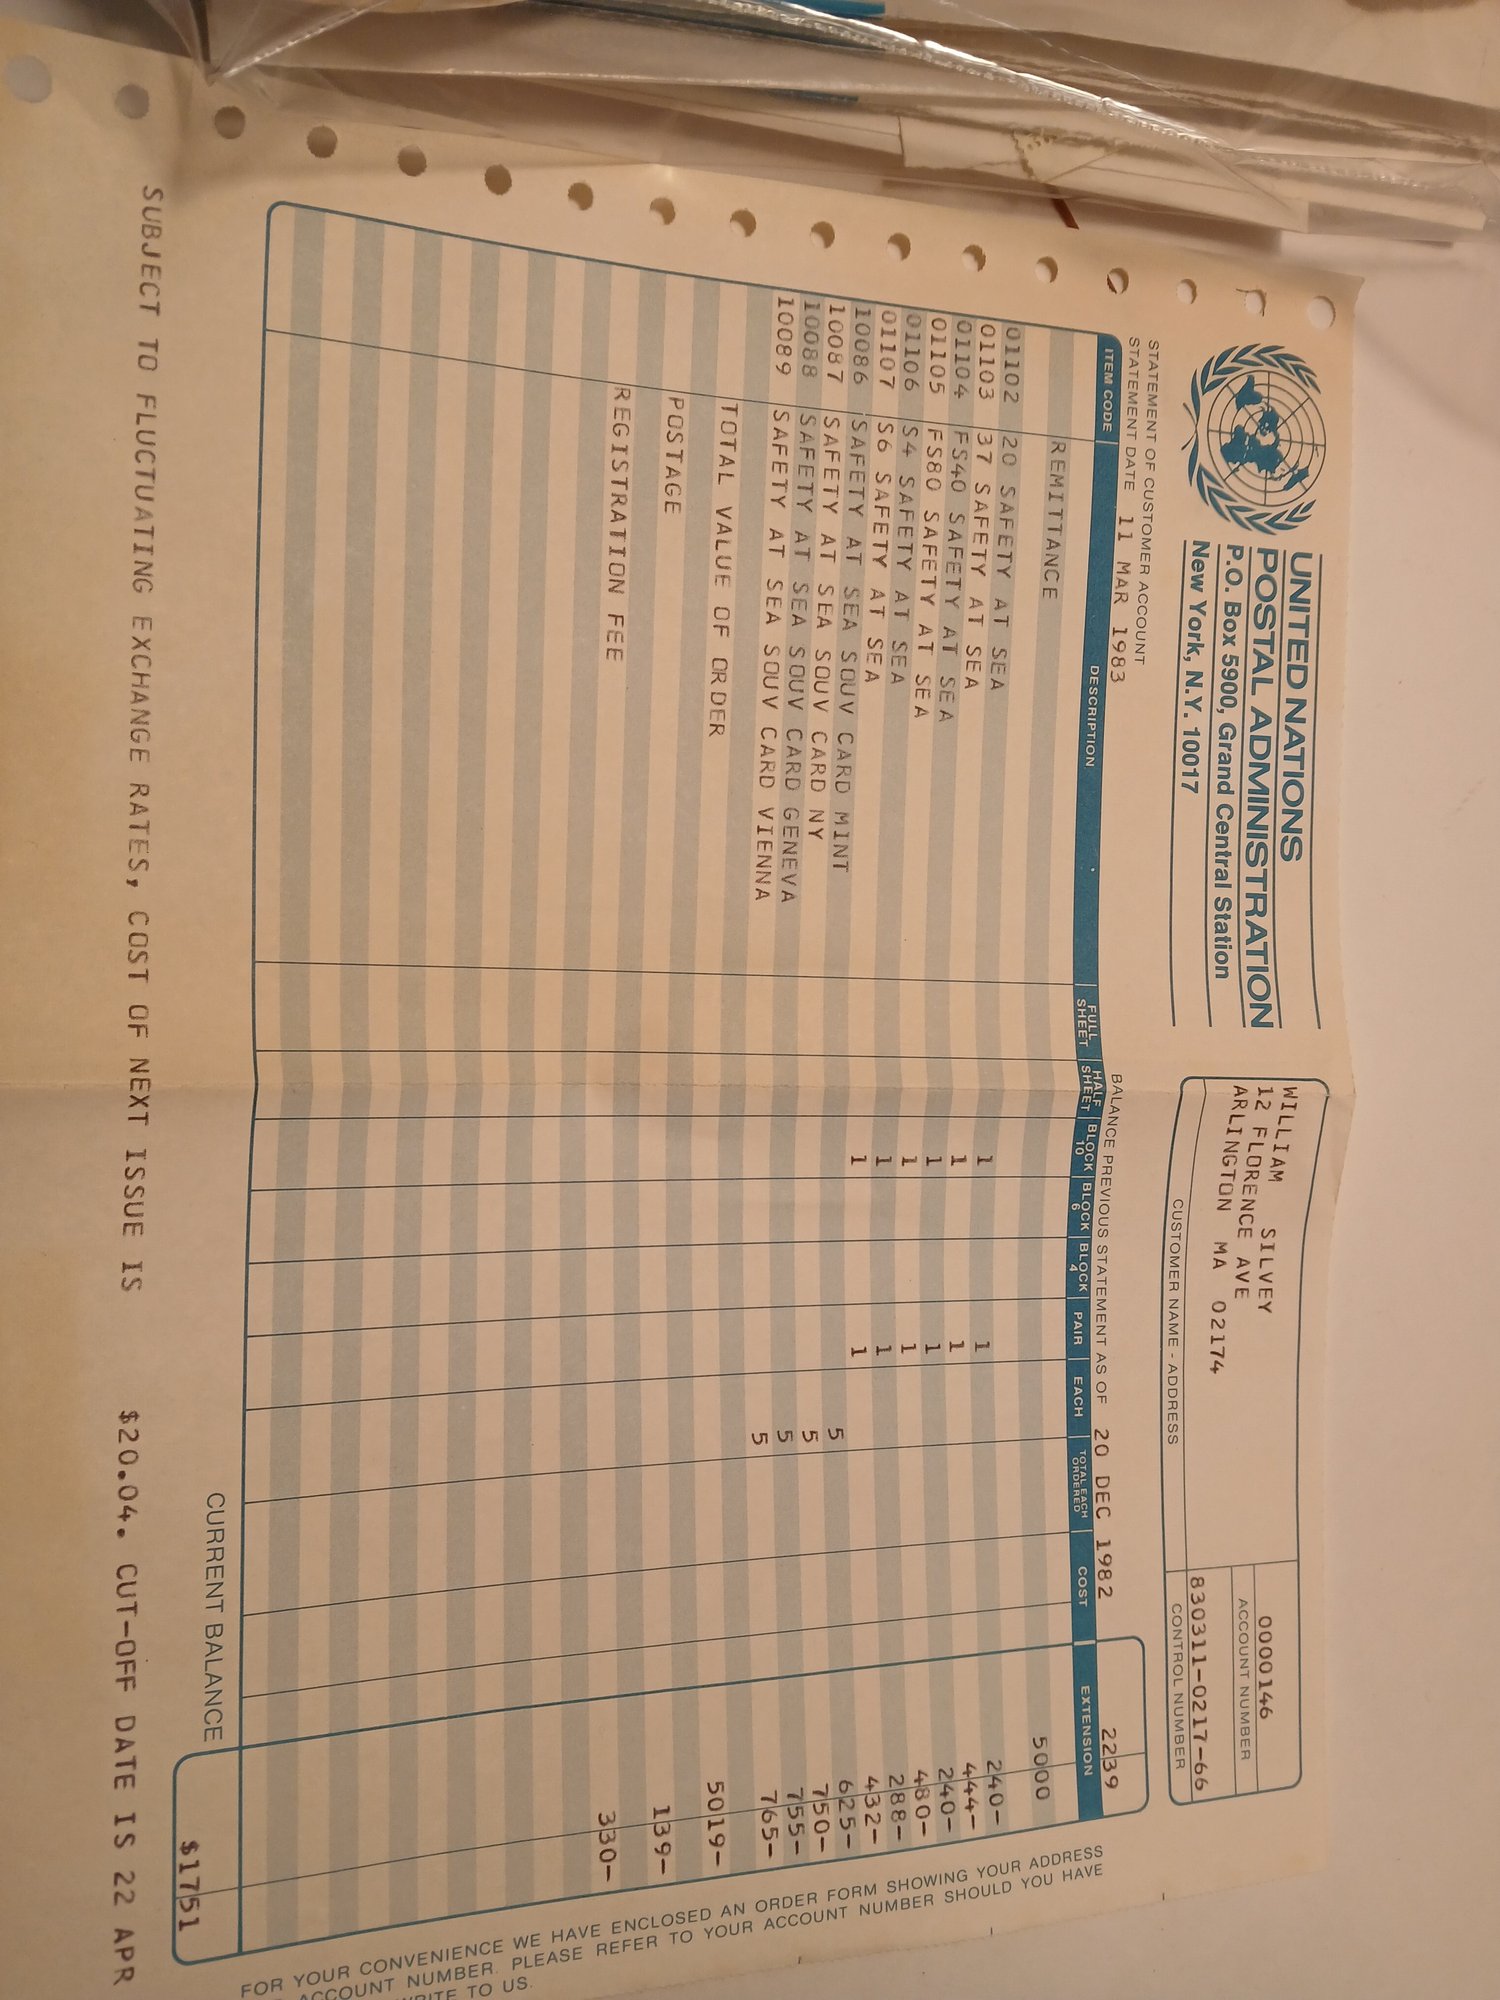 UNITED NATIONS
POSTAL ADMINISTRATION
P.O. Box 5900, Grand Central Station
New York, N.Y. 10017
WILLIAM SILVEY
12 FLORENCE AVE
ARLINGTON MA 02174
CUSTOMER NAME - ADDRESS
0000146
ACCOUNT NUMBER
830311-0217-66
CONTROL NUMBER
STATEMENT OF CUSTOMER ACCOUNT
STATEMENT DATE 11 MAR 1983
BALANCE PREVIOUS STATEMENT AS OF 20 DEC 1982 2239
ITEM CODE DESCRIPTION FULL SHEET HALF SHEET BLOCK 10 BLOCK 6 BLOCK 4 PAIR EACH TOTAL EACH ORDERED COST EXTENSION
REMITTANCE 5000
01102 20 SAFETY AT SEA 1 1 240-
01103 37 SAFETY AT SEA 1 1 444-
01104 FS40 SAFETY AT SEA 1 1 240-
01105 FS80 SAFETY AT SEA 1 1 480-
01106 S4 SAFETY AT SEA 1 1 288-
01107 S6 SAFETY AT SEA 1 1 432-
10086 SAFETY AT SEA SOUV CARD MINT 5 625-
10087 SAFETY AT SEA SOUV CARD NY 5 750-
10088 SAFETY AT SEA SOUV CARD GENEVA 5 755-
10089 SAFETY AT SEA SOUV CARD VIENNA 5 765-
TOTAL VALUE OF ORDER 5019-
POSTAGE 139-
REGISTRATION FEE 330-
CURRENT BALANCE $1751
SUBJECT TO FLUCTUATING EXCHANGE RATES, COST OF NEXT ISSUE IS $20.04. CUT-OFF DATE IS 22 APR
FOR YOUR CONVENIENCE WE HAVE ENCLOSED AN ORDER FORM SHOWING YOUR ADDRESS
ACCOUNT NUMBER. PLEASE REFER TO YOUR ACCOUNT NUMBER SHOULD YOU HAVE
TO US.